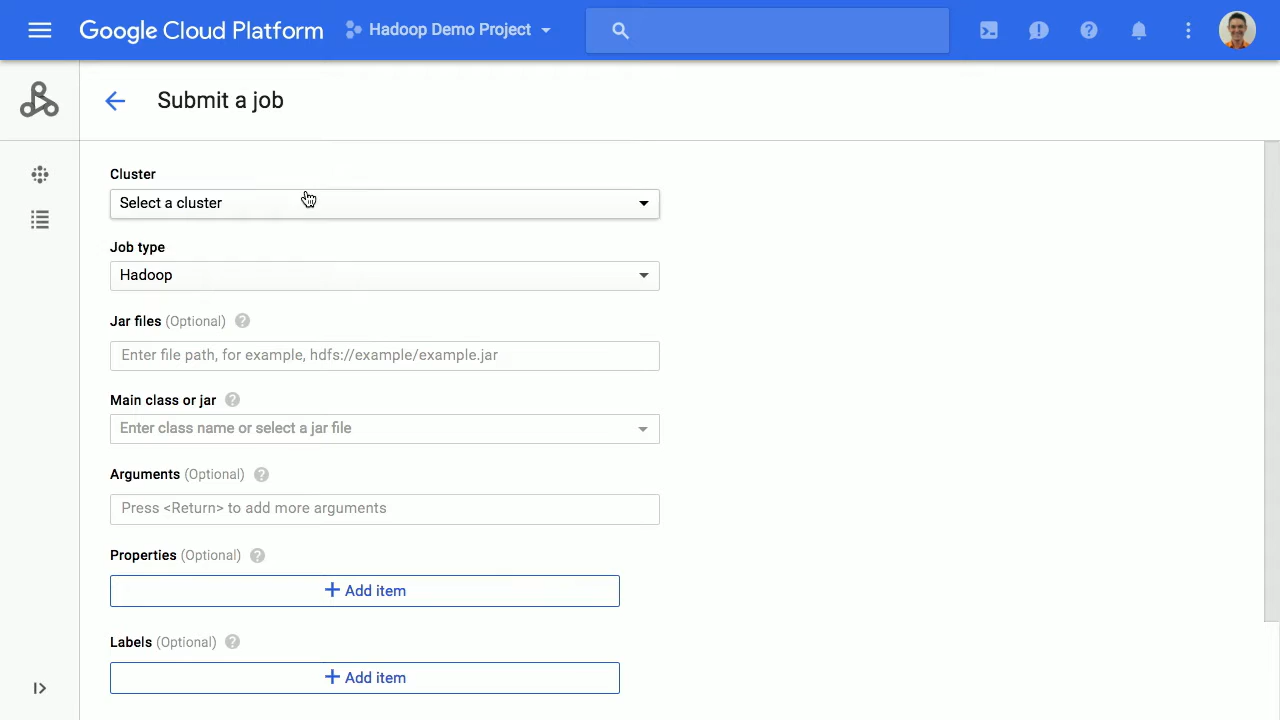 Google Cloud Platform
Hadoop Demo Project
Submit a job
Cluster
Select a cluster
Job type
Hadoop
Jar files (Optional)
Enter file path, for example, hdfs://example/example.jar
Main class or jar
Enter class name or select a jar file
Arguments (Optional)
Press <Return> to add more arguments
Properties (Optional)
+ Add item
Labels (Optional)
+ Add item